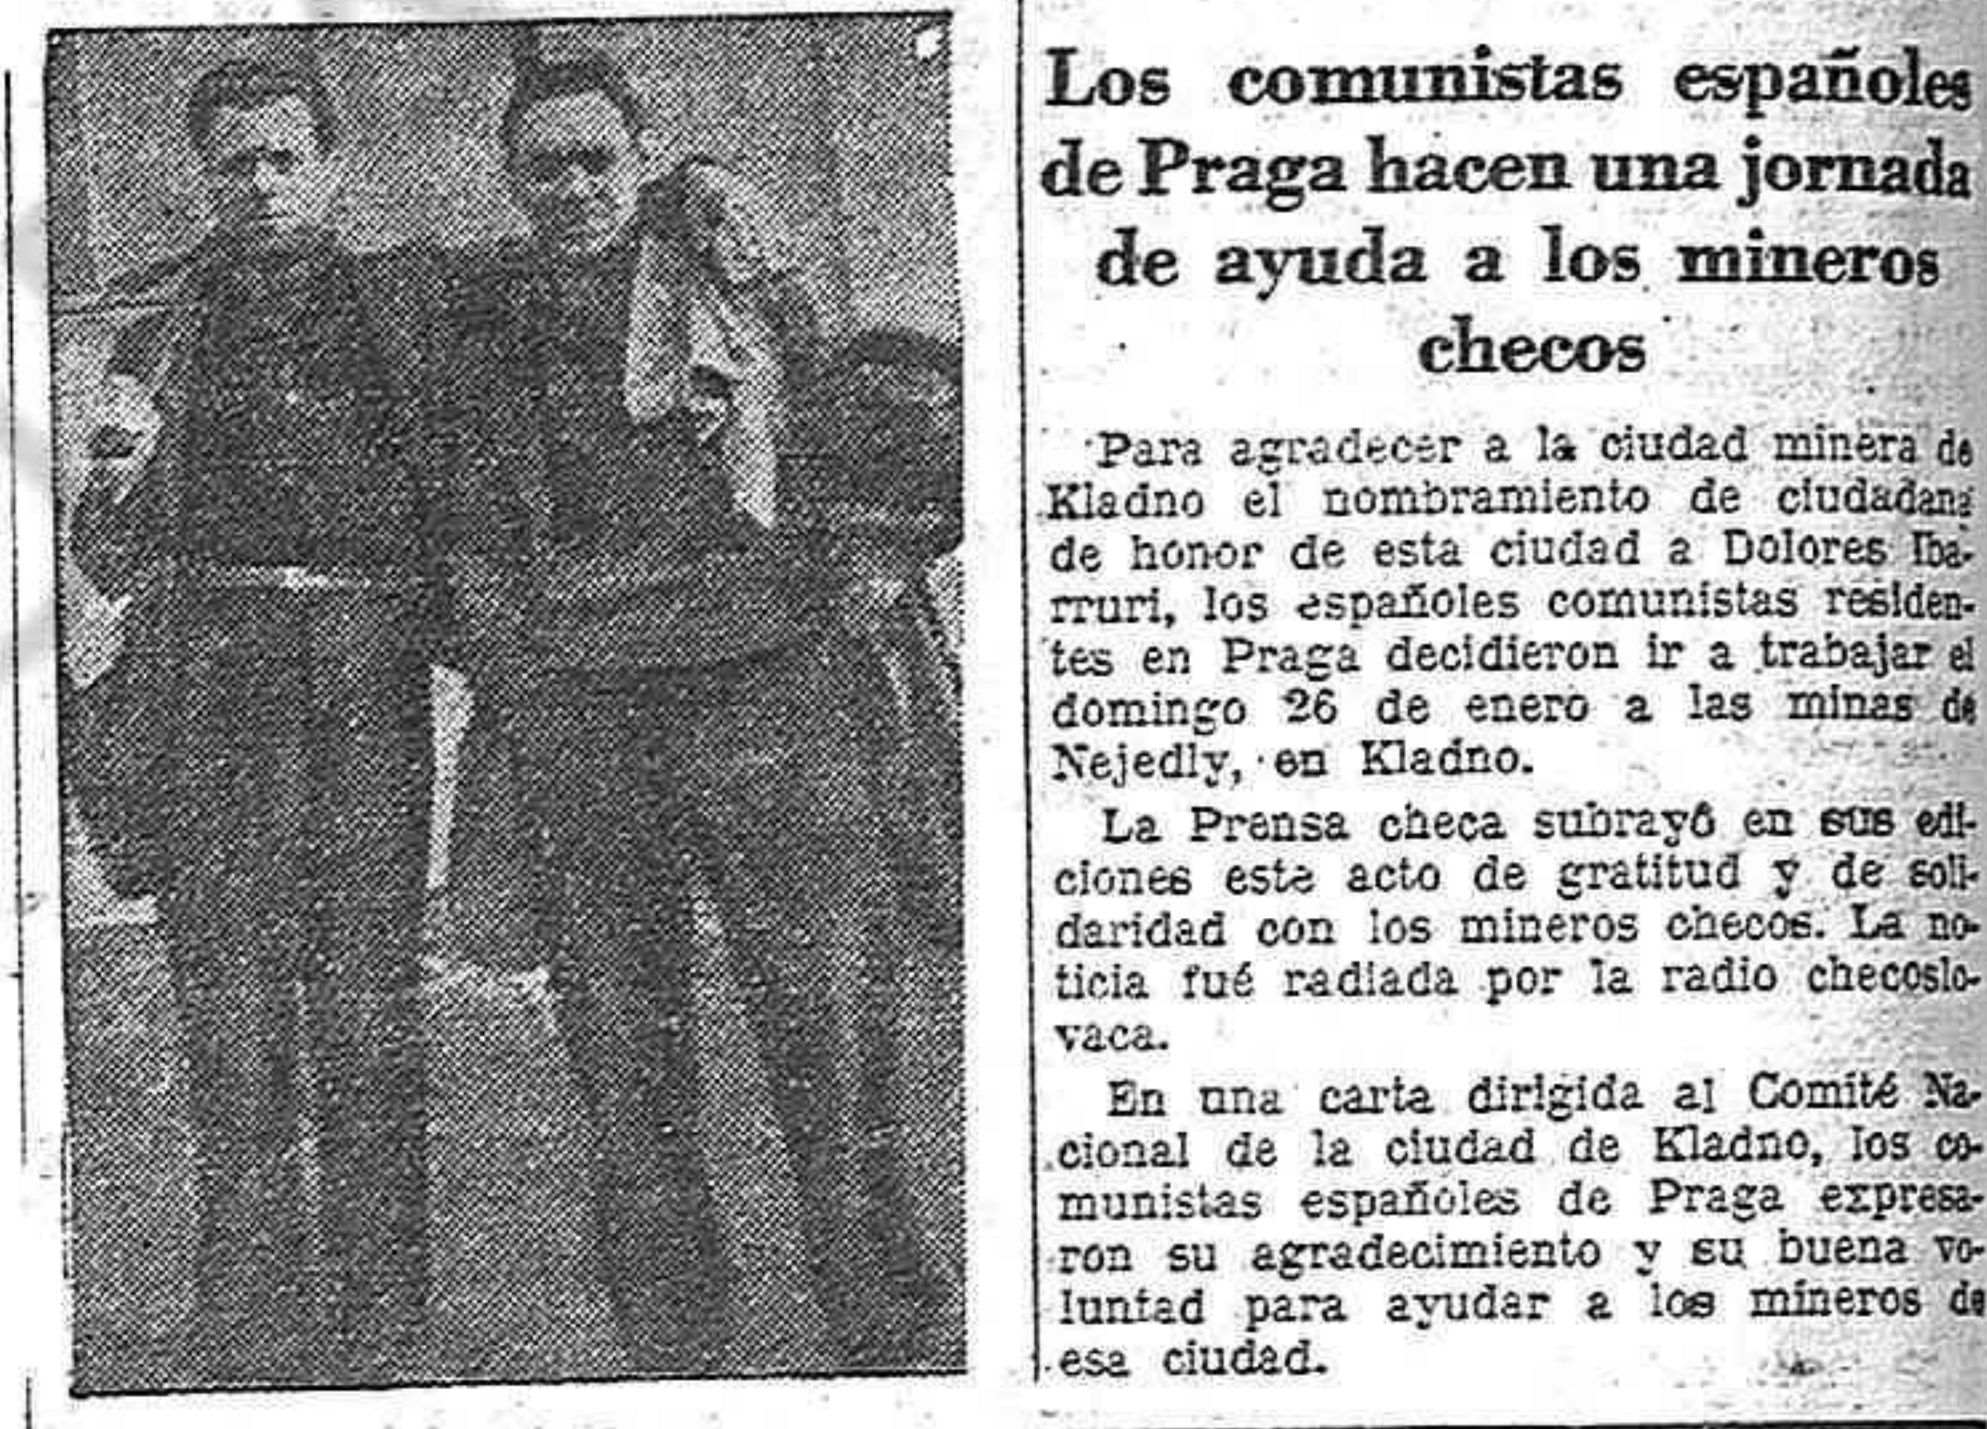 Los comunistas españoles
de Praga hacen una jornada
de ayuda a los mineros
checos
Para agradecer a la ciudad minera de
Kladno el nombramiento de ciudadana
de honor de esta ciudad a Dolores Iba-
rruri, los españoles comunistas residen-
tes en Praga decidieron ir a trabajar el
domingo 26 de enero a las minas de
Nejedly, en Kladno.
La Prensa checa subrayó en sus edi-
ciones este acto de gratitud y de soli-
daridad con los mineros checos. La no-
ticia fué radiada por la radio checoslo-
vaca.
En una carta dirigida al Comité Na-
cional de la ciudad de Kladno, los co-
munistas españoles de Praga expresa-
ron su agradecimiento y su buena vo-
luntad para ayudar a los mineros de
esa ciudad.